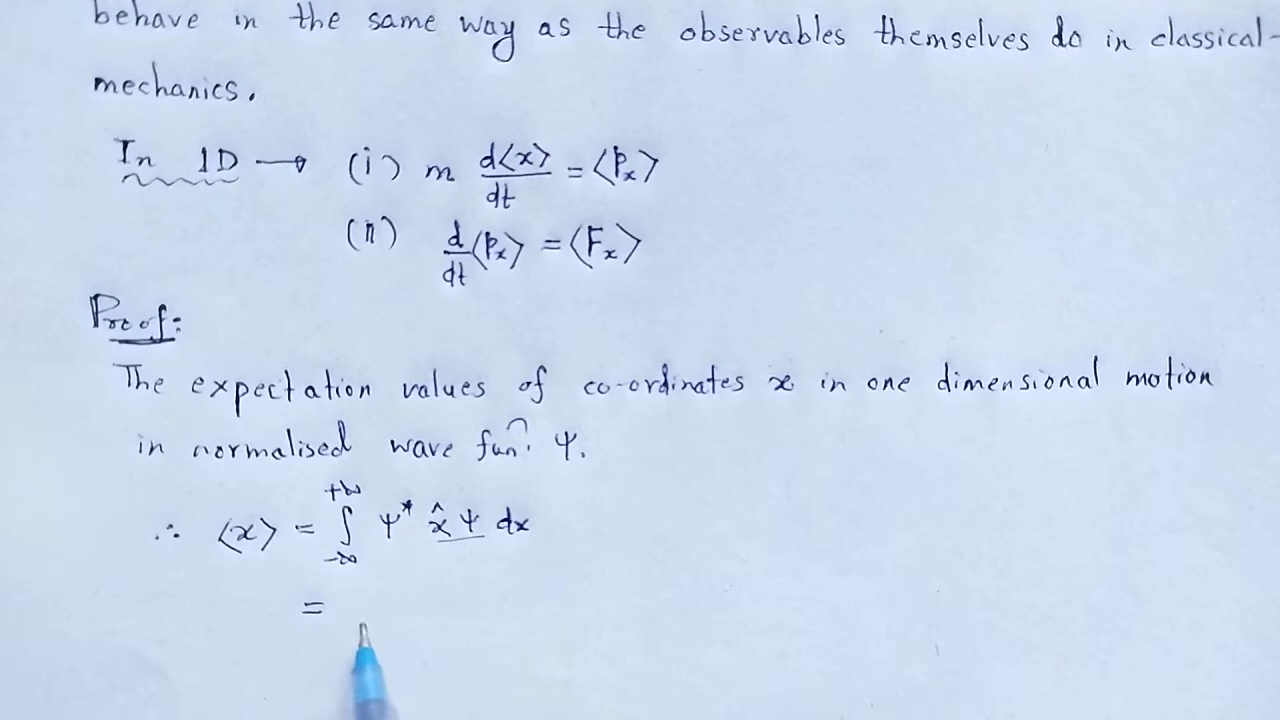 behave in the same way as the observables themselves do in classical-
mechanics.
In 1D → (i) m d⟨x⟩/dt = ⟨Px⟩
(ii) d/dt ⟨Px⟩ = ⟨Fx⟩
Proof:
The expectation values of co-ordinates x in one dimensional motion
in normalised wave funⁿ. ψ.
∴ ⟨x⟩ = ∫_{-∞}^{+∞} ψ* x̂ ψ dx
=